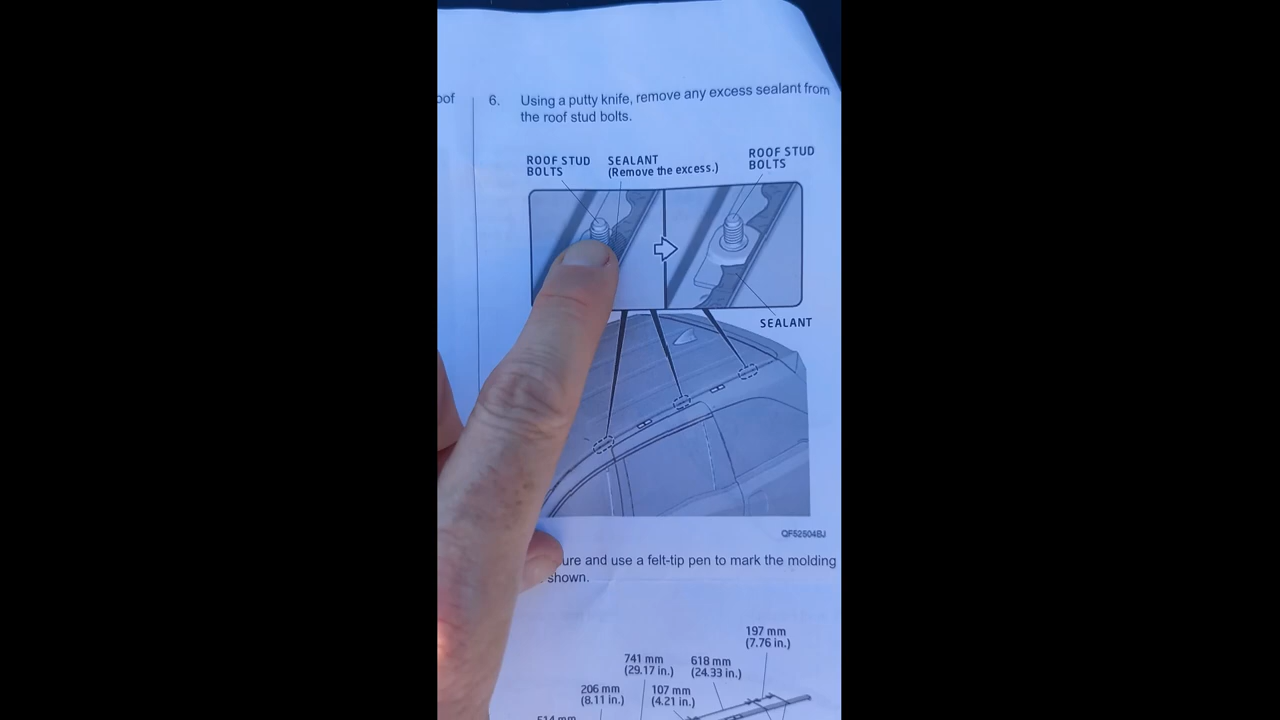 oof
6. Using a putty knife, remove any excess sealant from
the roof stud bolts.
ROOF STUD
BOLTS
SEALANT
(Remove the excess.)
ROOF STUD
BOLTS
SEALANT
QF52504BJ
ure and use a felt-tip pen to mark the molding
shown.
197 mm
(7.76 in.)
741 mm
(29.17 in.)
618 mm
(24.33 in.)
206 mm
(8.11 in.)
107 mm
(4.21 in.)
514 mm